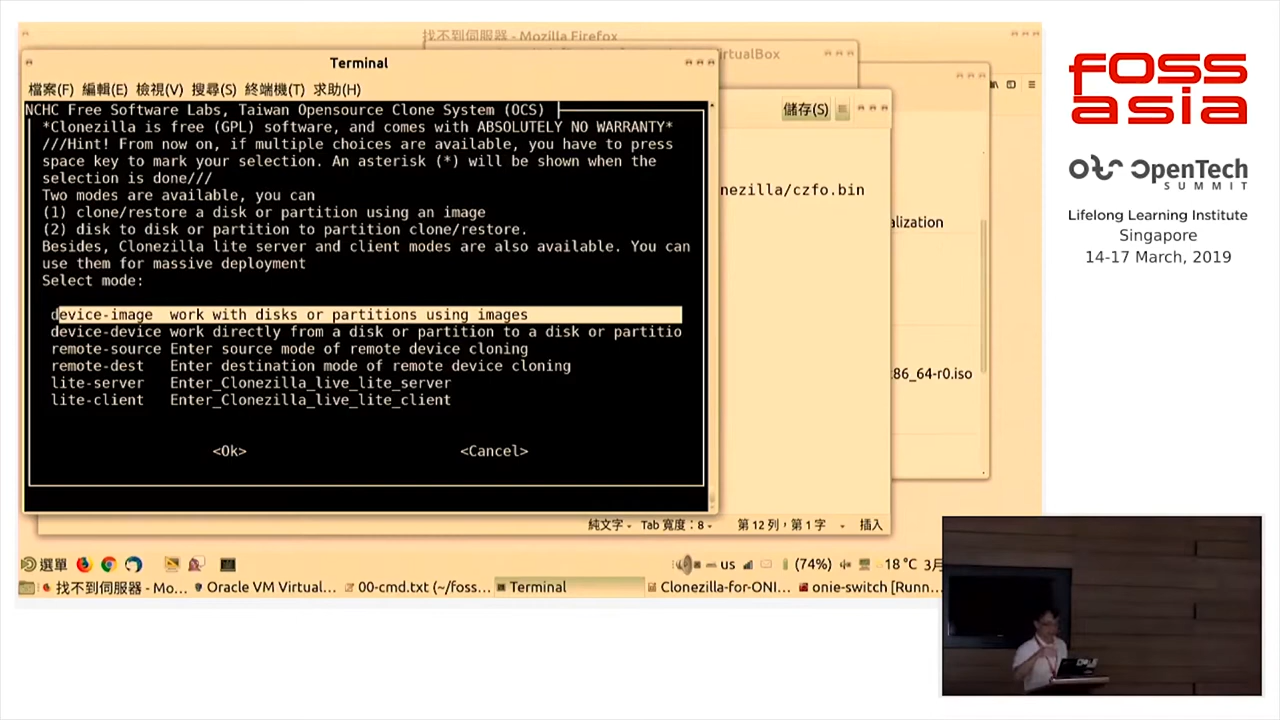 找不到伺服器 - Mozilla Firefox
VirtualBox
Terminal
檔案(F) 編輯(E) 檢視(V) 搜尋(S) 終端機(T) 求助(H)
NCHC Free Software Labs, Taiwan Opensource Clone System (OCS)
*Clonezilla is free (GPL) software, and comes with ABSOLUTELY NO WARRANTY*
///Hint! From now on, if multiple choices are available, you have to press
space key to mark your selection. An asterisk (*) will be shown when the
selection is done///
Two modes are available, you can
(1) clone/restore a disk or partition using an image
(2) disk to disk or partition to partition clone/restore.
Besides, Clonezilla lite server and client modes are also available. You can
use them for massive deployment
Select mode:
device-image work with disks or partitions using images
device-device work directly from a disk or partition to a disk or partitio
remote-source Enter source mode of remote device cloning
remote-dest Enter destination mode of remote device cloning
lite-server Enter_Clonezilla_live_lite_server
lite-client Enter_Clonezilla_live_lite_client
<Ok> <Cancel>
儲存(S)
nezilla/czfo.bin
alization
86_64-r0.iso
純文字 Tab 寬度：8 第 12 列，第 1 字 插入
選單 us (74%) 18 °C 3月
找不到伺服器 - Mo... Oracle VM Virtual... 00-cmd.txt (~/foss... Terminal Clonezilla-for-ONI... onie-switch [Runn...
FOSS
ASIA
OpenTech
SUMMIT
Lifelong Learning Institute
Singapore
14-17 March, 2019